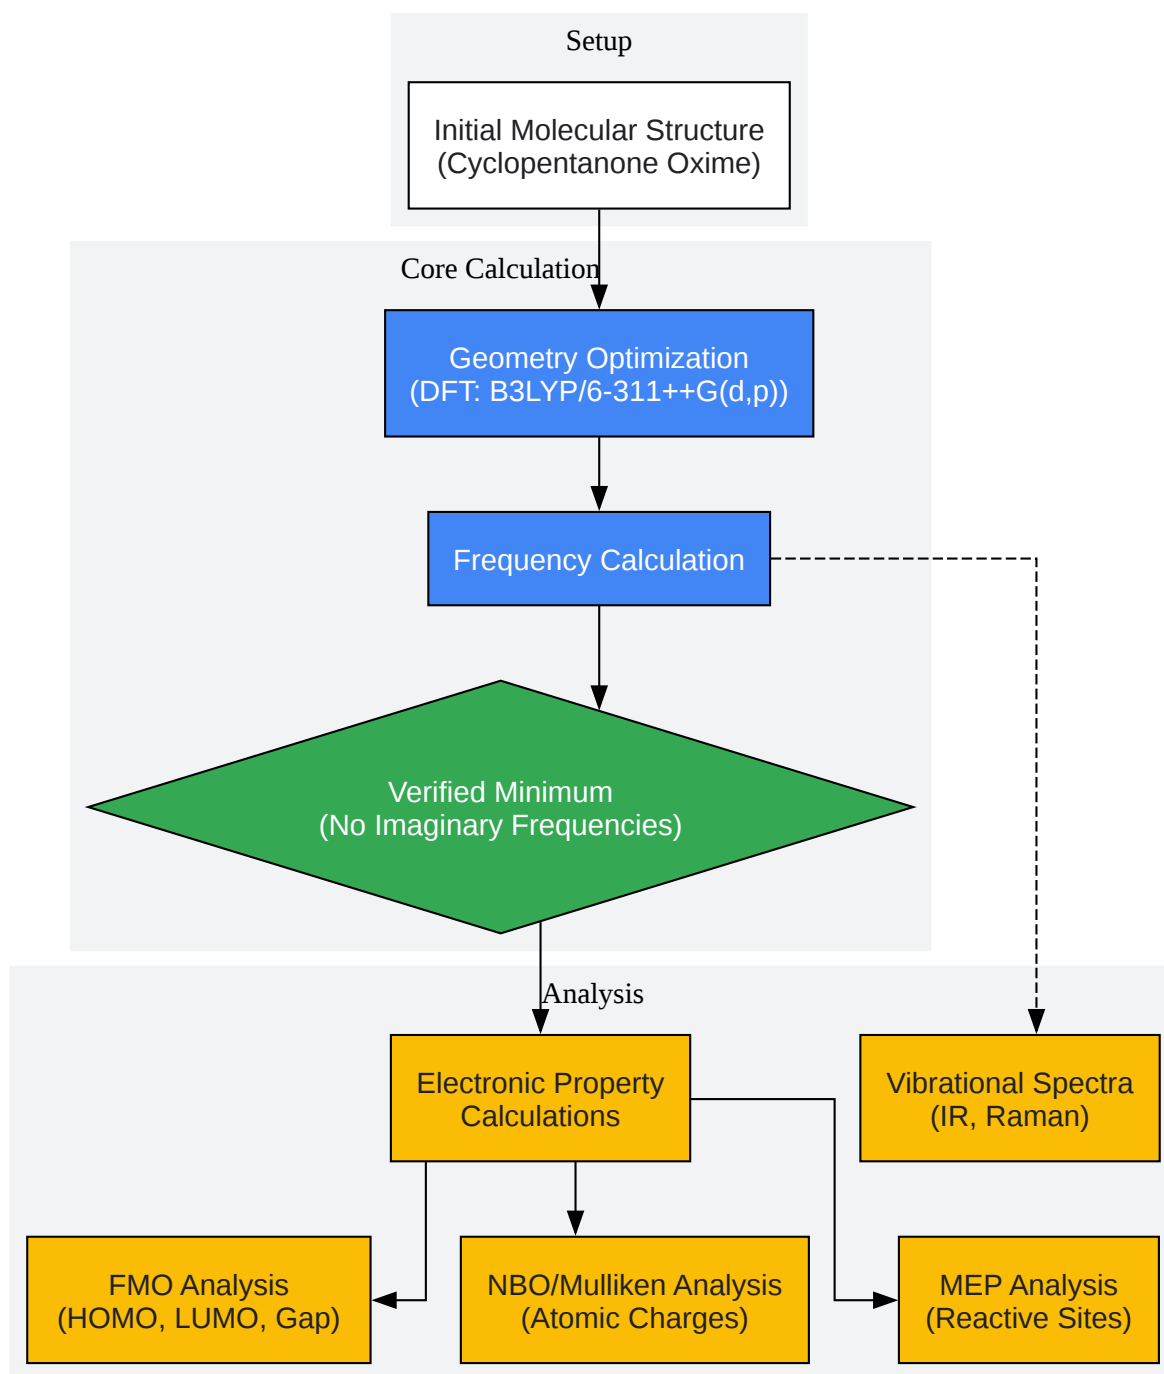 Setup
Initial Molecular Structure
(Cyclopentanone Oxime)
Core Calculation
Geometry Optimization
(DFT: B3LYP/6-311++G(d,p))
Frequency Calculation
Verified Minimum
(No Imaginary Frequencies)
Analysis
Electronic Property
Calculations
Vibrational Spectra
(IR, Raman)
FMO Analysis
(HOMO, LUMO, Gap)
NBO/Mulliken Analysis
(Atomic Charges)
MEP Analysis
(Reactive Sites)